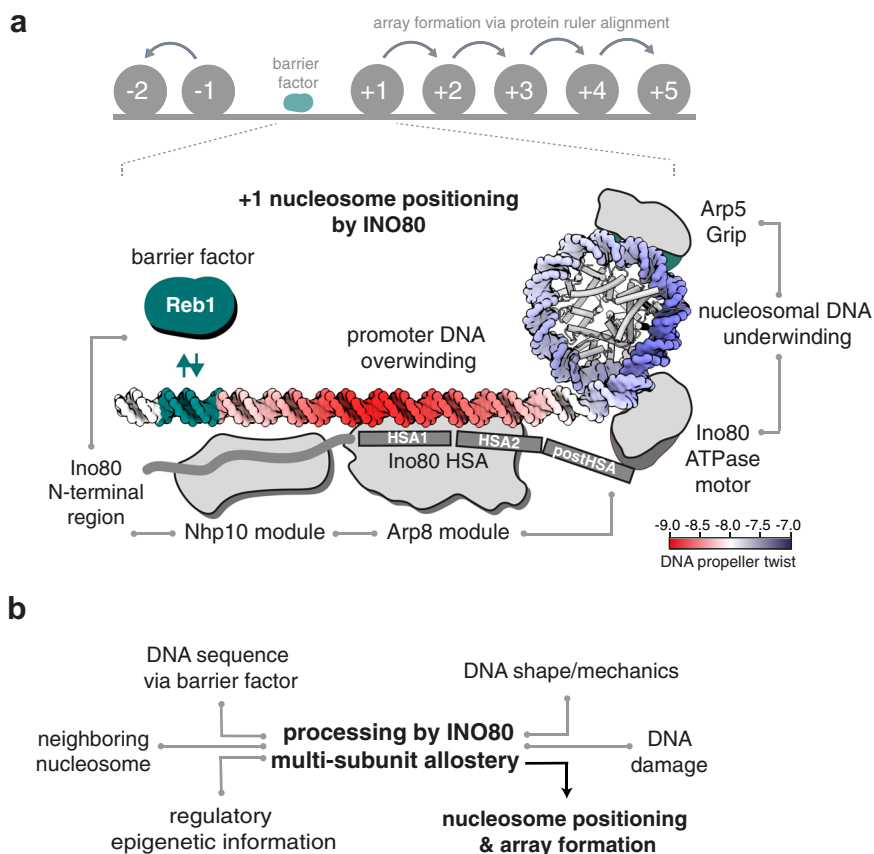 a
array formation via protein ruler alignment
barrier
factor
-2
-1
+1
+2
+3
+4
+5
+1 nucleosome positioning
by INO80
Arp5
Grip
barrier factor
Reb1
nucleosomal DNA
underwinding
promoter DNA
overwinding
HSA1
HSA2
postHSA
Ino80 HSA
Ino80
ATPase
motor
Ino80
N-terminal
region
Nhp10 module
Arp8 module
-9.0 -8.5 -8.0 -7.5 -7.0
DNA propeller twist
b
DNA sequence
via barrier factor
DNA shape/mechanics
neighboring
nucleosome
processing by INO80
multi-subunit allostery
DNA
damage
regulatory
epigenetic information
nucleosome positioning
& array formation